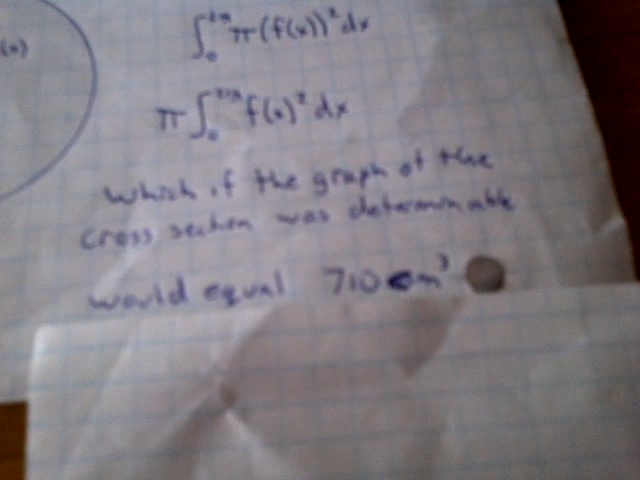 (x)
∫₀ π(f(x))² dx
π ∫₀ f(x)² dx
which if the graph of the
cross section was determinable
would equal 710 cm³